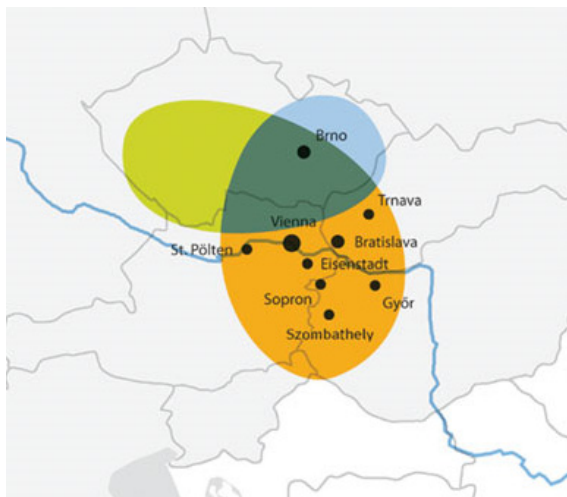 Brno
Trnava
Vienna
St. Pölten
Bratislava
Eisenstadt
Sopron
Győr
Szombathely